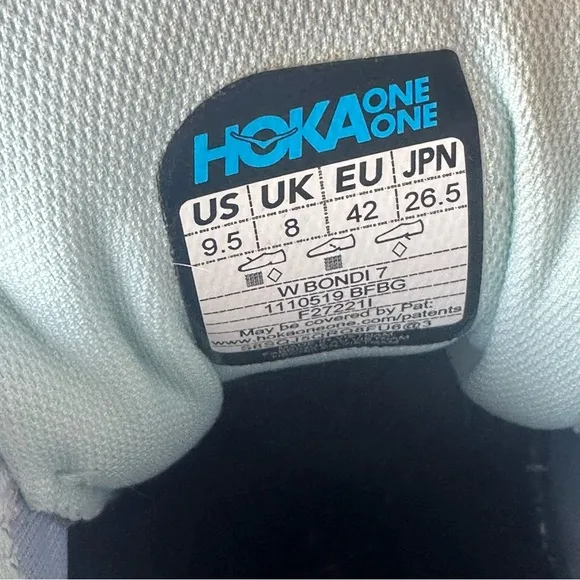 HOKA ONE ONE
US UK EU JPN
9.5 8 42 26.5
W BONDI 7
1110519 BFBG
F27221I
May be covered by Pat:
www.hokaoneone.com/patents